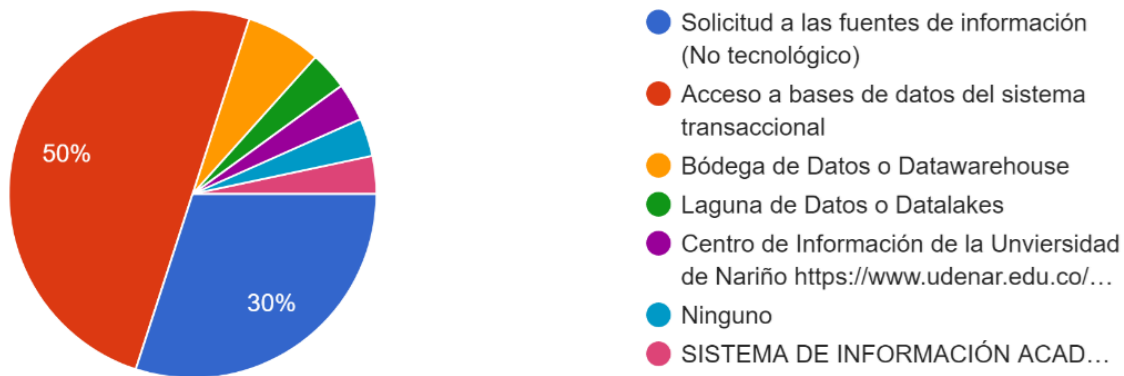 50%
30%
Solicitud a las fuentes de información
(No tecnológico)
Acceso a bases de datos del sistema
transaccional
Bódega de Datos o Datawarehouse
Laguna de Datos o Datalakes
Centro de Información de la Unviersidad
de Nariño https://www.udenar.edu.co/…
Ninguno
SISTEMA DE INFORMACIÓN ACAD…